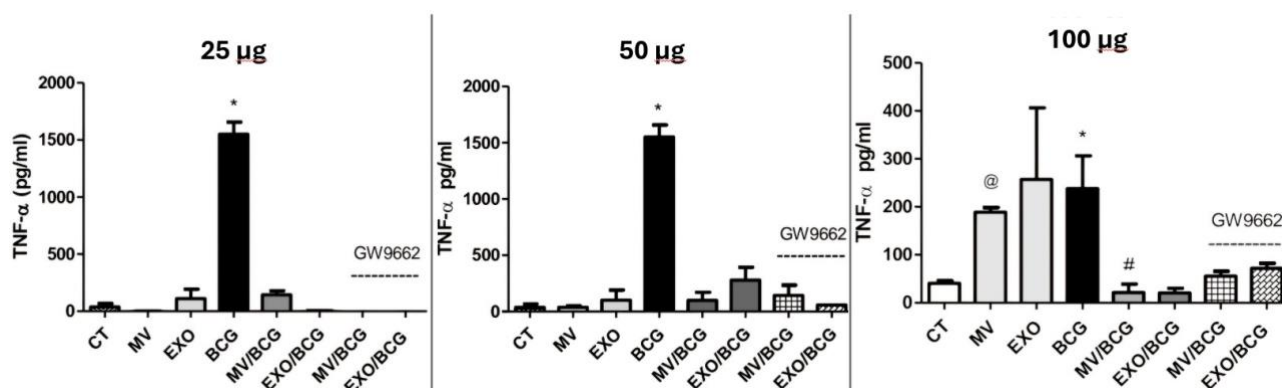 25 µg
2000
1500
1000
500
0
TNF-α (pg/ml)
*
GW9662
CT
MV
EXO
BCG
MV/BCG
EXO/BCG
MV/BCG
EXO/BCG
50 µg
2000
1500
1000
500
0
TNF-α pg/ml
*
GW9662
CT
MV
EXO
BCG
MV/BCG
EXO/BCG
MV/BCG
EXO/BCG
100 µg
500
400
300
200
100
0
TNF-α pg/ml
@
*
#
GW9662
CT
MV
EXO
BCG
MV/BCG
EXO/BCG
MV/BCG
EXO/BCG